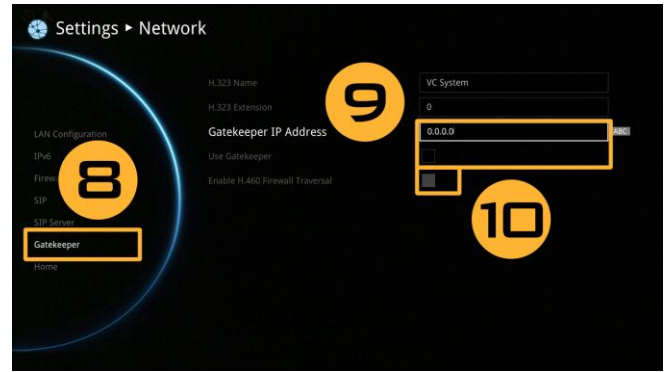 Settings ▸ Network
H.323 Name VC System
H.323 Extension 0
Gatekeeper IP Address 0.0.0.0 ABC
Use Gatekeeper
Enable H.460 Firewall Traversal
LAN Configuration
IPv6
Firew
SIP
SIP Server
Gatekeeper
Home
8
9
10